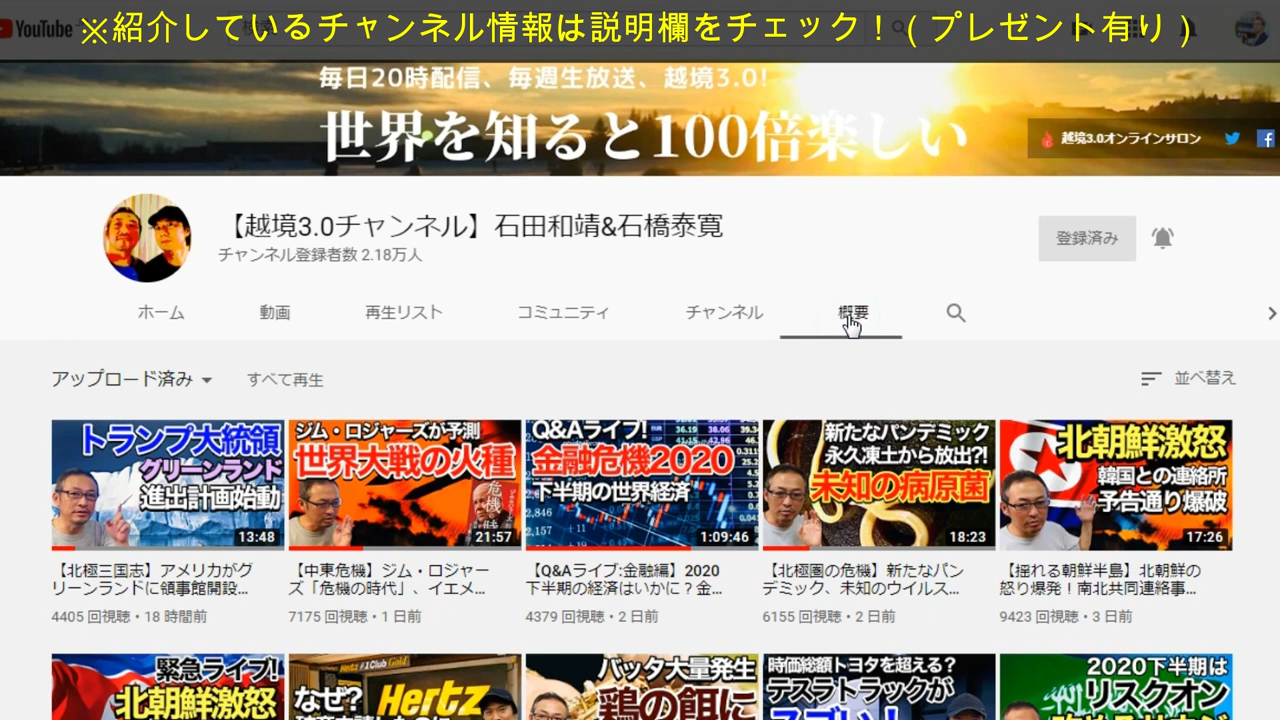 YouTube
※紹介しているチャンネル情報は説明欄をチェック！（プレゼント有り）
毎日20時配信、毎週生放送、越境3.0!
世界を知ると100倍楽しい
越境3.0オンラインサロン
【越境3.0チャンネル】石田和靖&石橋泰寛
チャンネル登録者数 2.18万人
登録済み
ホーム
動画
再生リスト
コミュニティ
チャンネル
概要
アップロード済み
すべて再生
並べ替え
トランプ大統領
グリーンランド
進出計画始動
13:48
【北極三国志】アメリカがグ
リーンランドに領事館開設...
4405 回視聴・18 時間前
ジム・ロジャーズが予測
世界大戦の火種
危機の時
21:57
【中東危機】ジム・ロジャー
ズ「危機の時代」、イエメ...
7175 回視聴・1 日前
Q&Aライブ!
金融危機2020
下半期の世界経済
1:09:46
【Q&Aライブ:金融編】2020
下半期の経済はいかに？金...
4379 回視聴・2 日前
新たなパンデミック
永久凍土から放出?!
未知の病原菌
18:23
【北極圏の危機】新たなパン
デミック、未知のウイルス...
6155 回視聴・2 日前
北朝鮮激怒
韓国との連絡所
予告通り爆破
17:26
【揺れる朝鮮半島】北朝鮮の
怒り爆発！南北共同連絡事...
9423 回視聴・3 日前
緊急ライブ!
北朝鮮激怒
Hertz #1 Club Gold
なぜ?
Hertz
バッタ大量発生
鶏の餌に
時価総額トヨタを超える?
テスラトラックが
スゴい!
2020下半期は
リスクオン